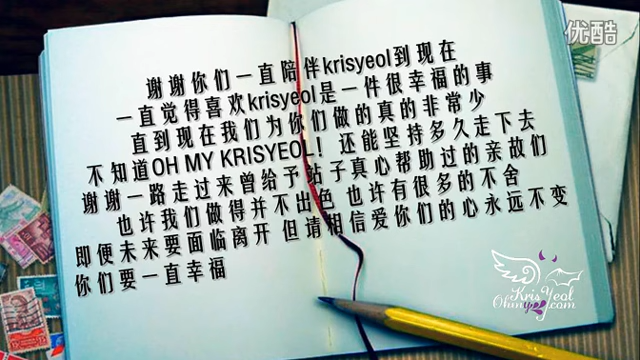 优酷
谢谢你们一直陪伴krisyeol到现在
一直觉得喜欢krisyeol是一件很幸福的事
直到现在我们为你们做的真的非常少
不知道OH MY KRISYEOL！还能坚持多久走下去
谢谢一路走过来曾给予站子真心帮助过的亲故们
也许我们做得并不出色 也许有很多的不舍
即便未来要面临离开 但请相信爱你们的心永远不变
你们要一直幸福
Kris Yeol